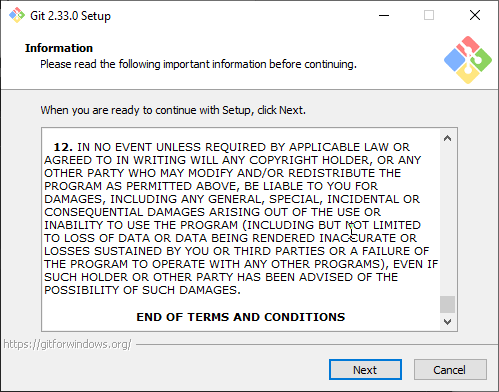 Git 2.33.0 Setup
Information
Please read the following important information before continuing.
When you are ready to continue with Setup, click Next.
12. IN NO EVENT UNLESS REQUIRED BY APPLICABLE LAW OR
AGREED TO IN WRITING WILL ANY COPYRIGHT HOLDER, OR ANY
OTHER PARTY WHO MAY MODIFY AND/OR REDISTRIBUTE THE
PROGRAM AS PERMITTED ABOVE, BE LIABLE TO YOU FOR
DAMAGES, INCLUDING ANY GENERAL, SPECIAL, INCIDENTAL OR
CONSEQUENTIAL DAMAGES ARISING OUT OF THE USE OR
INABILITY TO USE THE PROGRAM (INCLUDING BUT NOT LIMITED
TO LOSS OF DATA OR DATA BEING RENDERED INACCURATE OR
LOSSES SUSTAINED BY YOU OR THIRD PARTIES OR A FAILURE OF
THE PROGRAM TO OPERATE WITH ANY OTHER PROGRAMS), EVEN IF
SUCH HOLDER OR OTHER PARTY HAS BEEN ADVISED OF THE
POSSIBILITY OF SUCH DAMAGES.
END OF TERMS AND CONDITIONS
https://gitforwindows.org/
Next Cancel